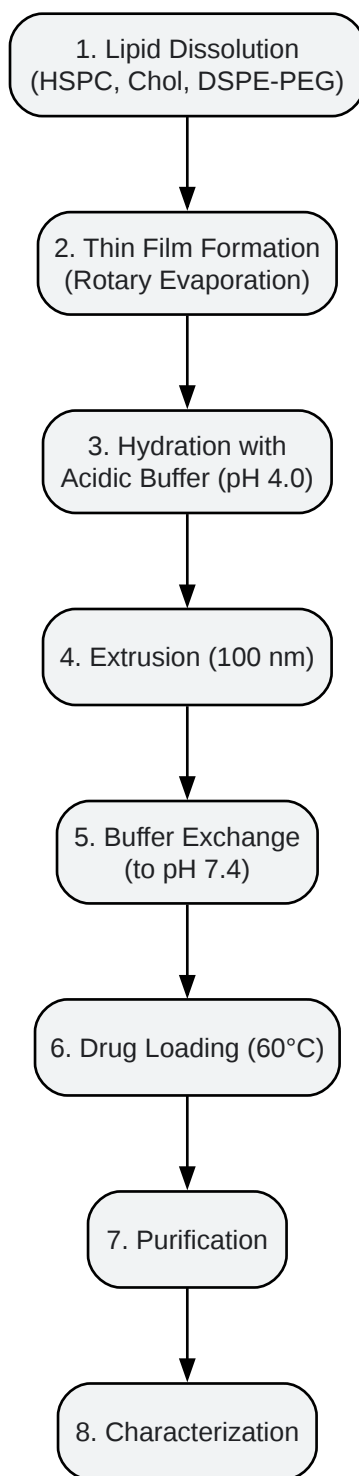 1. Lipid Dissolution
(HSPC, Chol, DSPE-PEG)
2. Thin Film Formation
(Rotary Evaporation)
3. Hydration with
Acidic Buffer (pH 4.0)
4. Extrusion (100 nm)
5. Buffer Exchange
(to pH 7.4)
6. Drug Loading (60°C)
7. Purification
8. Characterization